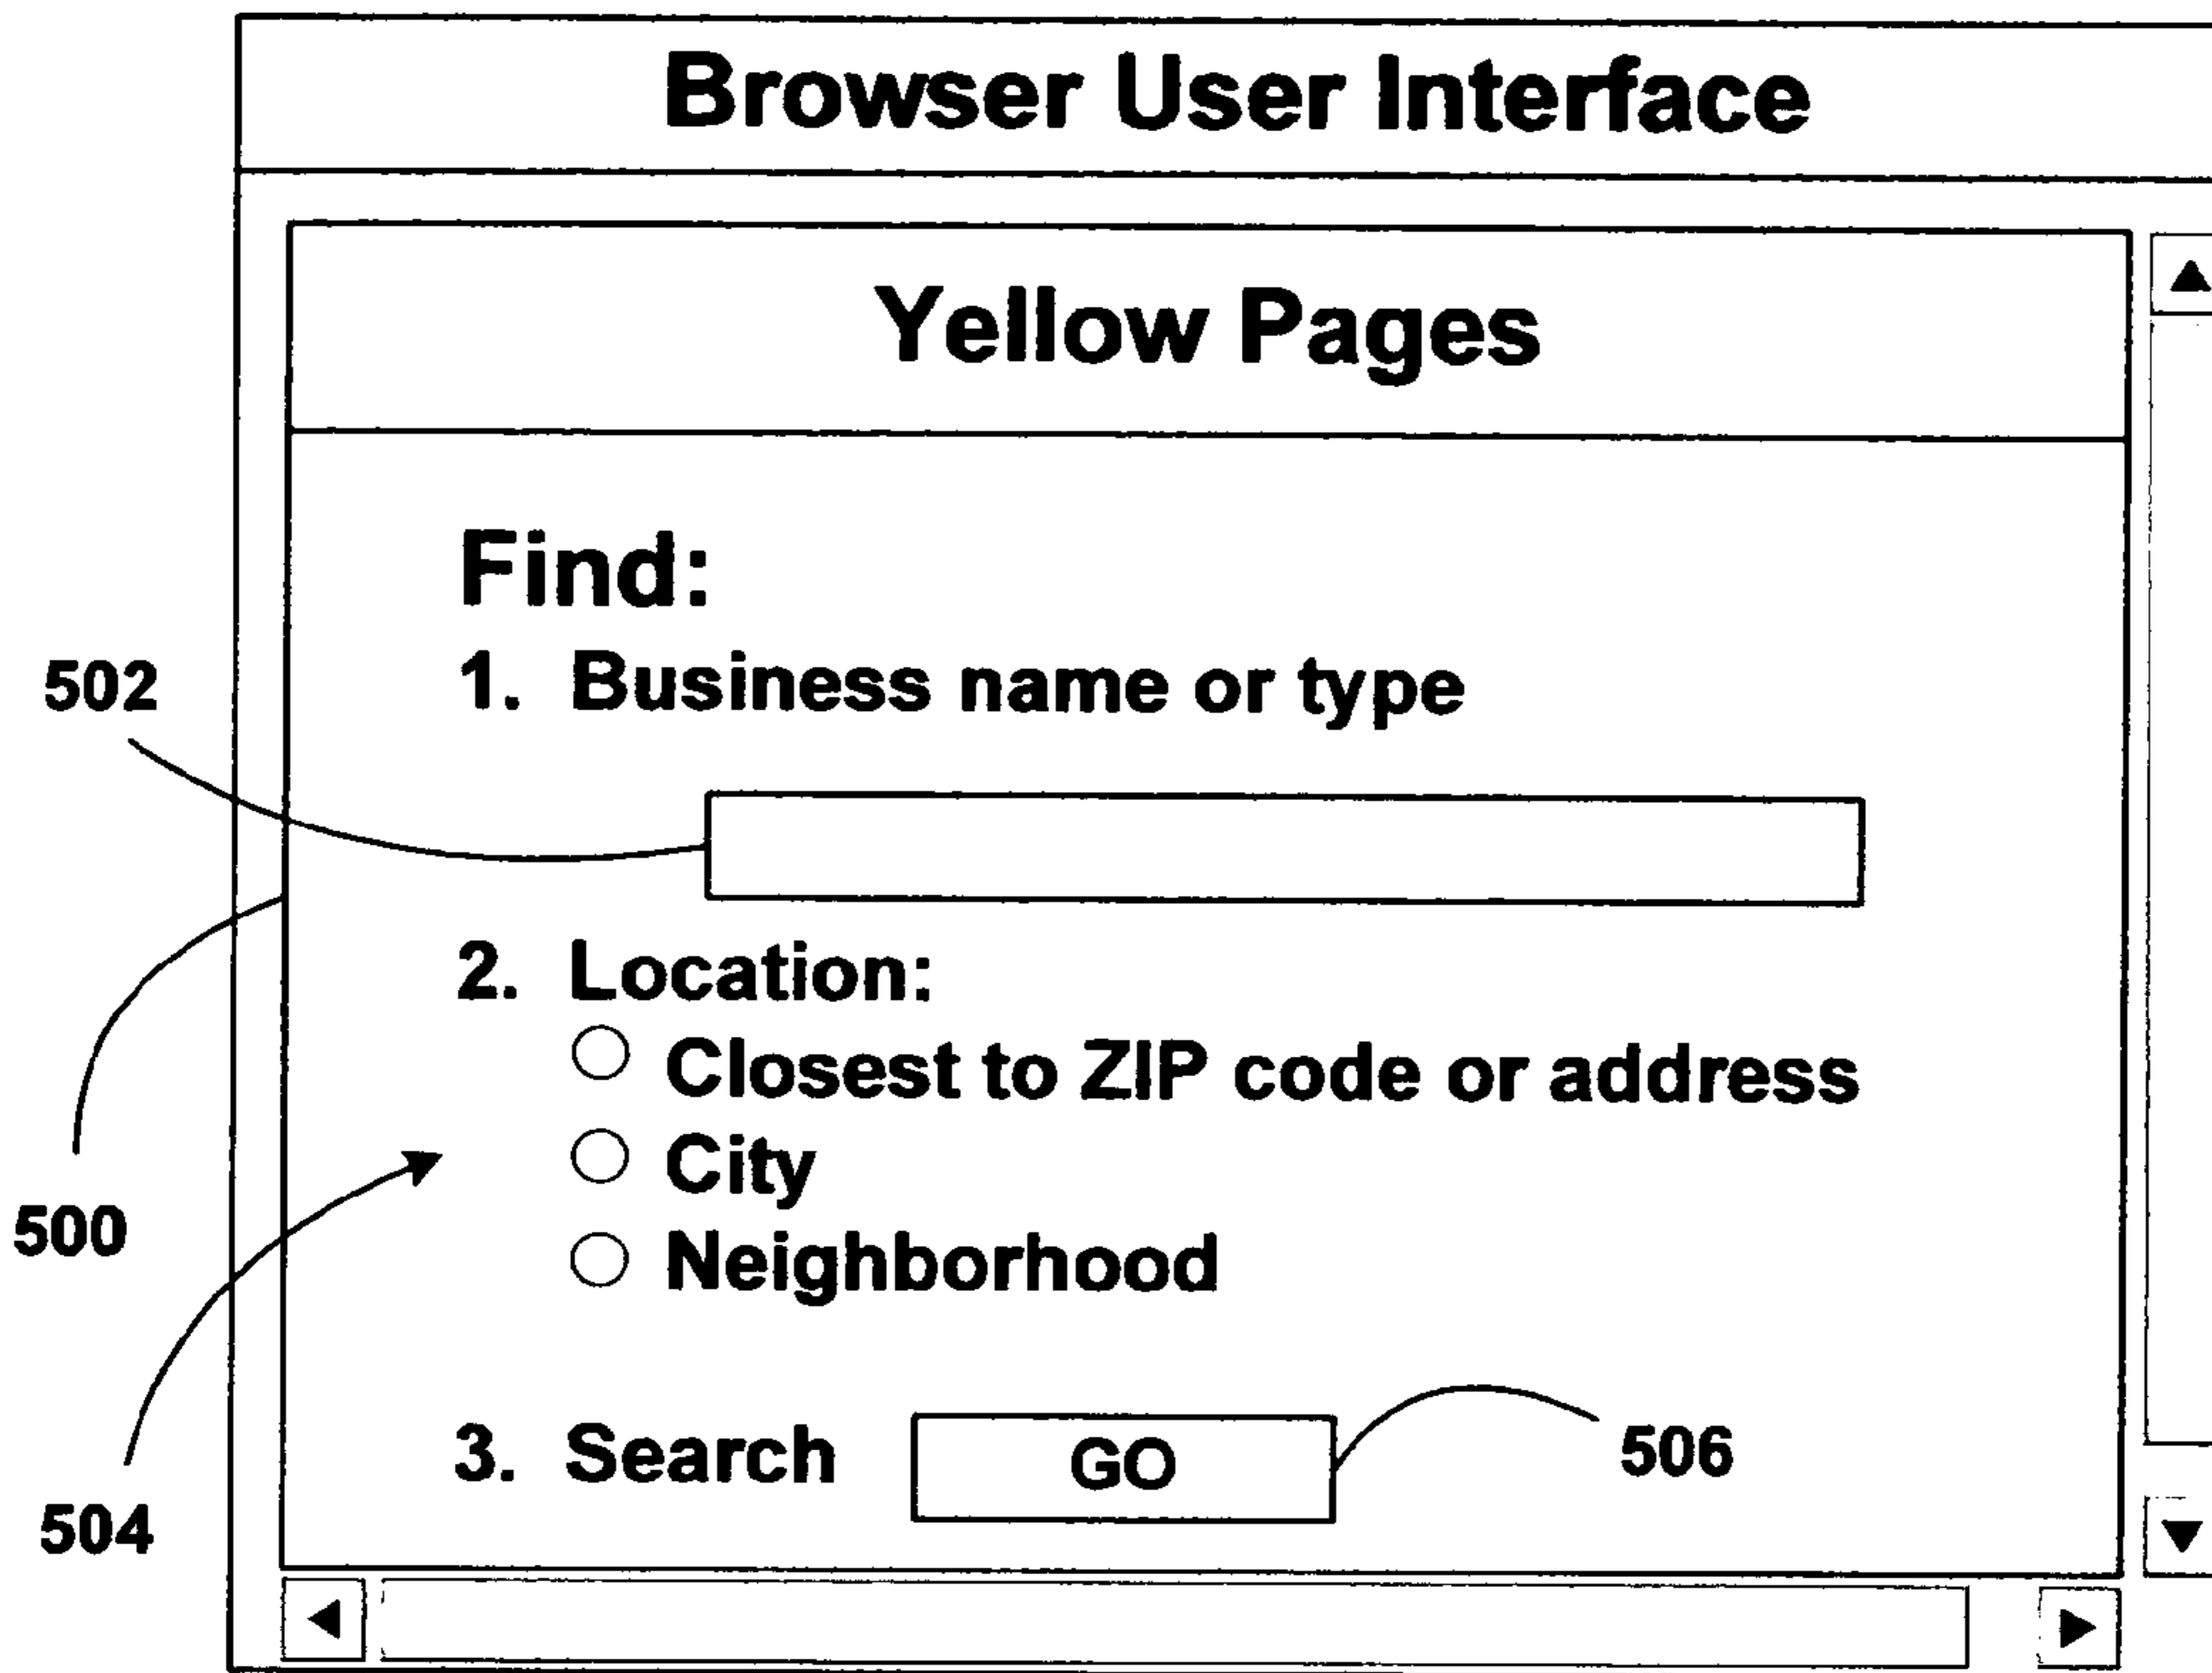 Browser User Interface
Yellow Pages
Find:
502
1. Business name or type
2. Location:
Closest to ZIP code or address
City
500
Neighborhood
3. Search GO 506
504